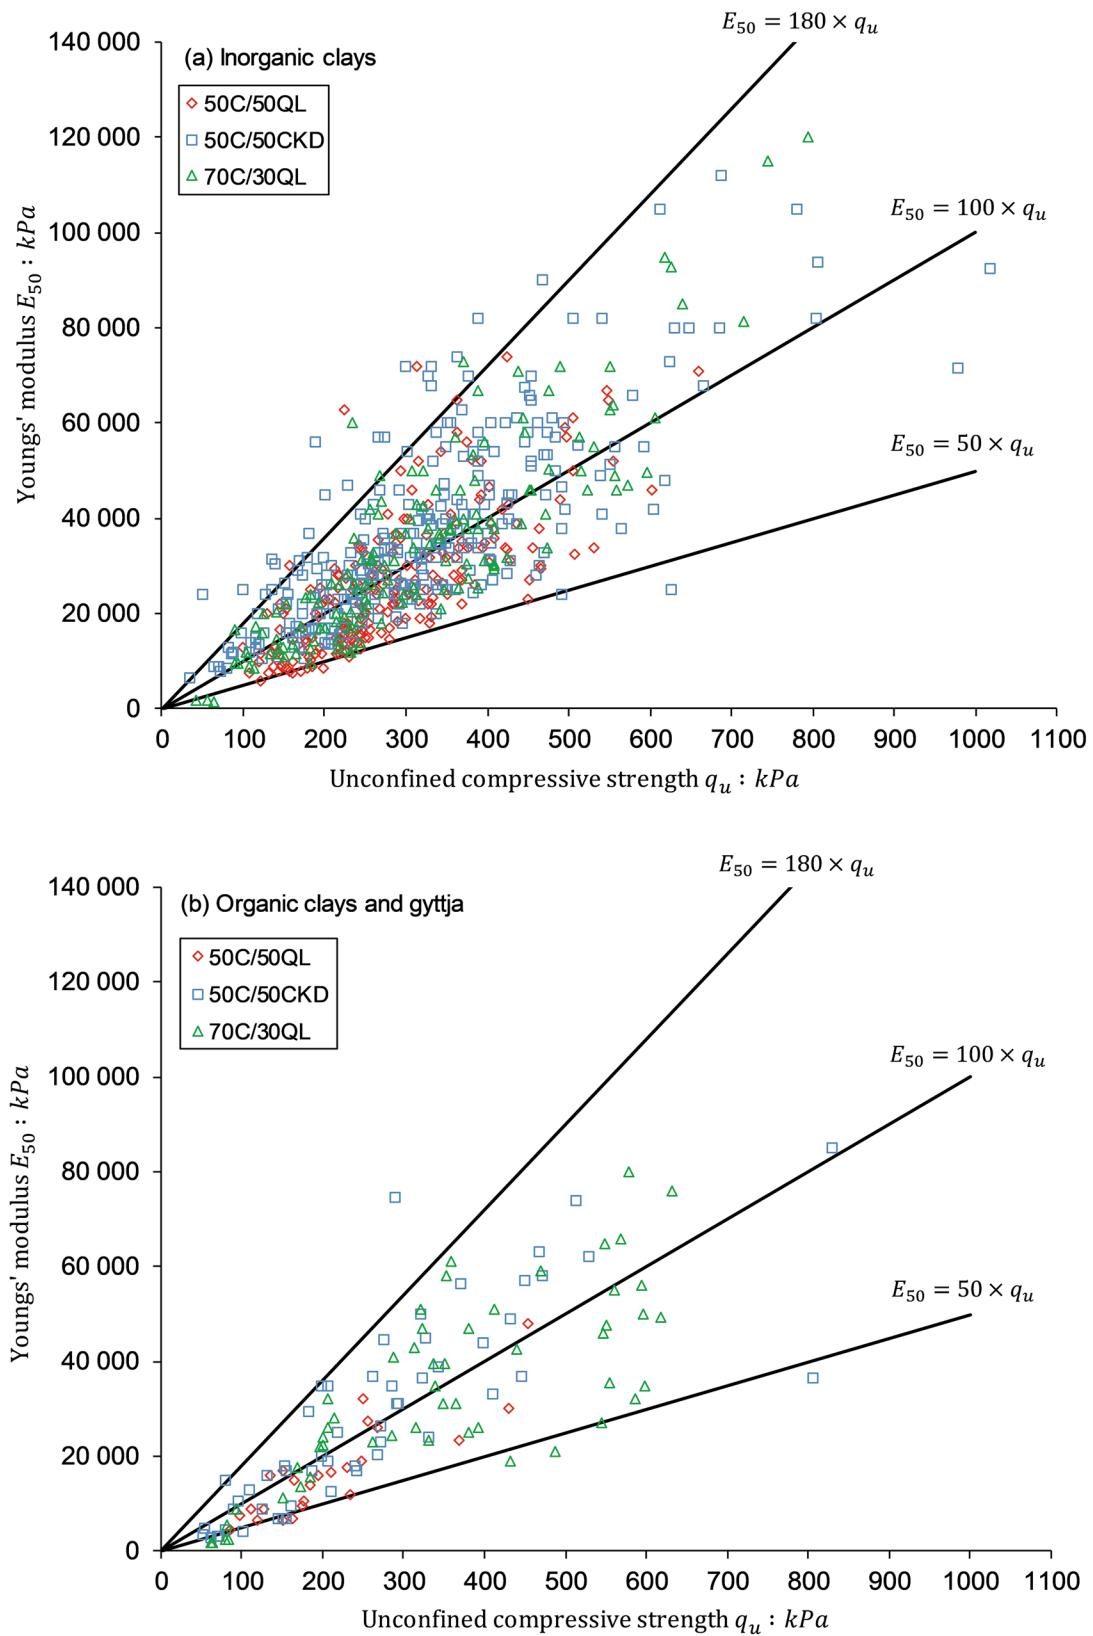 E50 = 180 × qu
140 000
(a) Inorganic clays
50C/50QL
50C/50CKD
70C/30QL
120 000
E50 = 100 × qu
100 000
80 000
60 000
E50 = 50 × qu
40 000
20 000
0
Youngs' modulus E50 : kPa
0 100 200 300 400 500 600 700 800 900 1000 1100
Unconfined compressive strength qu : kPa
E50 = 180 × qu
140 000
(b) Organic clays and gyttja
50C/50QL
50C/50CKD
70C/30QL
120 000
E50 = 100 × qu
100 000
80 000
60 000
E50 = 50 × qu
40 000
20 000
0
Youngs' modulus E50 : kPa
0 100 200 300 400 500 600 700 800 900 1000 1100
Unconfined compressive strength qu : kPa